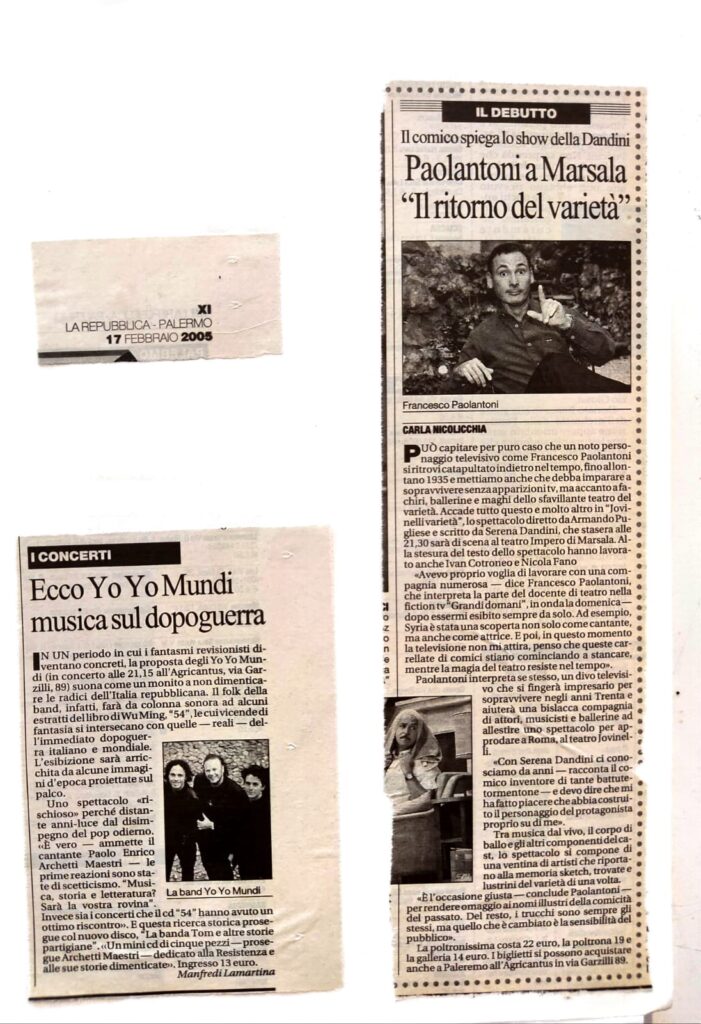 XI
LA REPUBBLICA - PALERMO
17 FEBBRAIO 2005
I CONCERTI
Ecco Yo Yo Mundi
musica sul dopoguerra
IN UN periodo in cui i fantasmi revisionisti di-
ventano concreti, la proposta degli Yo Yo Mun-
di (in concerto alle 21,15 all'Agricantus, via Gar-
zilli, 89) suona come un monito a non dimentica-
re le radici dell'Italia repubblicana. Il folk della
band, infatti, farà da colonna sonora ad alcuni
estratti del libro di Wu Ming, "54", le cui vicende di
fantasia si intersecano con quelle — reali — del-
l'immediato dopoguer-
ra italiano e mondiale.
L'esibizione sarà arric-
chita da alcune immagi-
ni d'epoca proiettate sul
palco.
Uno spettacolo «ri-
schioso» perché distan-
te anni-luce dal disim-
pegno del pop odierno.
«È vero — ammette il
cantante Paolo Enrico
Archetti Maestri — le
prime reazioni sono sta-
te di scetticismo. "Musi-
ca, storia e letteratura?
Sarà la vostra rovina".
Invece sia i concerti che il cd "54" hanno avuto un
ottimo riscontro». E questa ricerca storica prose-
gue col nuovo disco, "La banda Tom e altre storie
partigiane". «Un mini cd di cinque pezzi — prose-
gue Archetti Maestri — dedicato alla Resistenza e
alle sue storie dimenticate». Ingresso 13 euro.
Manfredi Lamartina
La band Yo Yo Mundi
IL DEBUTTO
Il comico spiega lo show della Dandini
Paolantoni a Marsala
"Il ritorno del varietà"
Francesco Paolantoni
CARLA NICOLICCHIA
PUÒ capitare per puro caso che un noto perso-
naggio televisivo come Francesco Paolantoni
si ritrovi catapultato indietro nel tempo, fino al lon-
tano 1935 e mettiamo anche che debba imparare a
sopravvivere senza apparizioni tv, ma accanto a fa-
chiri, ballerine e maghi dello sfavillante teatro del
varietà. Accade tutto questo e molto altro in "Jovi-
nelli varietà", lo spettacolo diretto da Armando Pu-
gliese e scritto da Serena Dandini, che stasera alle
21,30 sarà di scena al teatro Impero di Marsala. Al-
la stesura del testo dello spettacolo hanno lavora-
to anche Ivan Cotroneo e Nicola Fano
«Avevo proprio voglia di lavorare con una com-
pagnia numerosa — dice Francesco Paolantoni,
che interpreta la parte del docente di teatro nella
fiction tv "Grandi domani", in onda la domenica —
dopo essermi esibito sempre da solo. Ad esempio,
Syria è stata una scoperta non solo come cantante,
ma anche come attrice. E poi, in questo momento
la televisione non mi attira, penso che queste car-
rellate di comici stiano cominciando a stancare,
mentre la magia del teatro resiste nel tempo».
Paolantoni interpreta se stesso, un divo televisi-
vo che si fingerà impresario per
sopravvivere negli anni Trenta e
aiuterà una bislacca compagnia
di attori, musicisti e ballerine ad
allestire uno spettacolo per ap-
prodare a Roma, al teatro Jovinel-
li.
«Con Serena Dandini ci cono-
sciamo da anni — racconta il co-
mico inventore di tante battute-
tormentone — e devo dire che mi
ha fatto piacere che abbia costrui-
to il personaggio del protagonista
proprio su di me».
Tra musica dal vivo, il corpo di
ballo e gli altri componenti del ca-
st, lo spettacolo si compone di
una ventina di artisti che riporta-
no alla memoria sketch, trovate e
lustrini del varietà di una volta.
«È l'occasione giusta — conclude Paolantoni —
per rendere omaggio ai nomi illustri della comicità
del passato. Del resto, i trucchi sono sempre gli
stessi, ma quello che è cambiato è la sensibilità del
pubblico».
La poltronissima costa 22 euro, la poltrona 19 e
la galleria 14 euro. I biglietti si possono acquistare
anche a Paleremo all'Agricantus in via Garzilli 89.